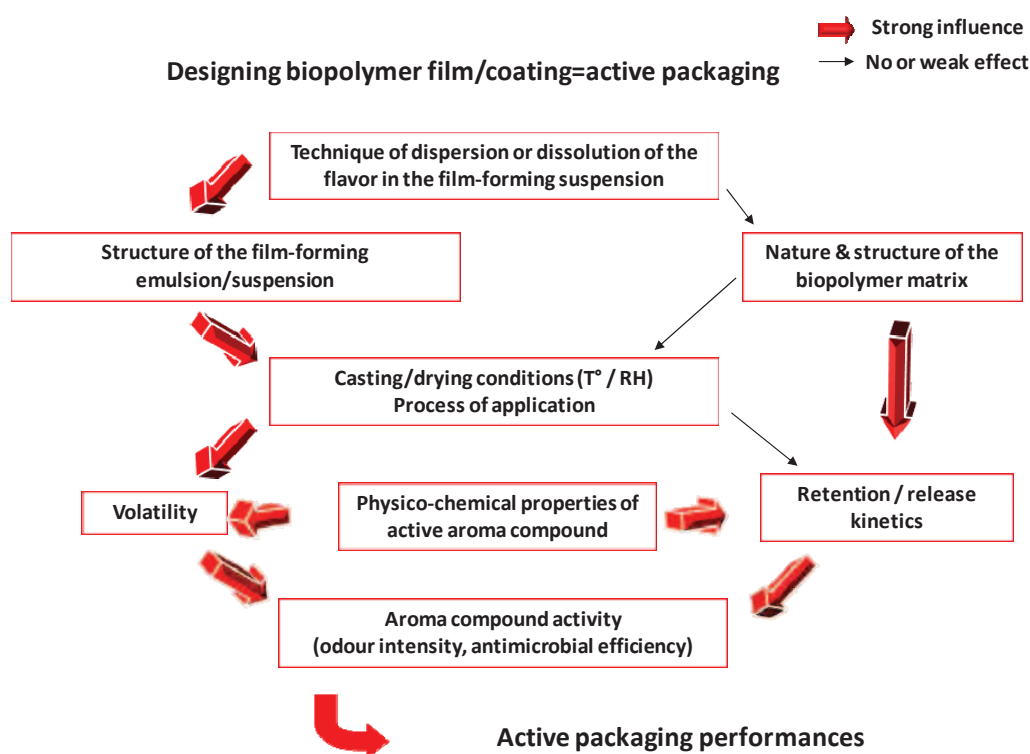 Strong influence
No or weak effect
Designing biopolymer film/coating=active packaging
Technique of dispersion or dissolution of the
flavor in the film-forming suspension
Structure of the film-forming
emulsion/suspension
Nature & structure of the
biopolymer matrix
Casting/drying conditions (T° / RH)
Process of application
Volatility
Physico-chemical properties of
active aroma compound
Retention / release
kinetics
Aroma compound activity
(odour intensity, antimicrobial efficiency)
Active packaging performances